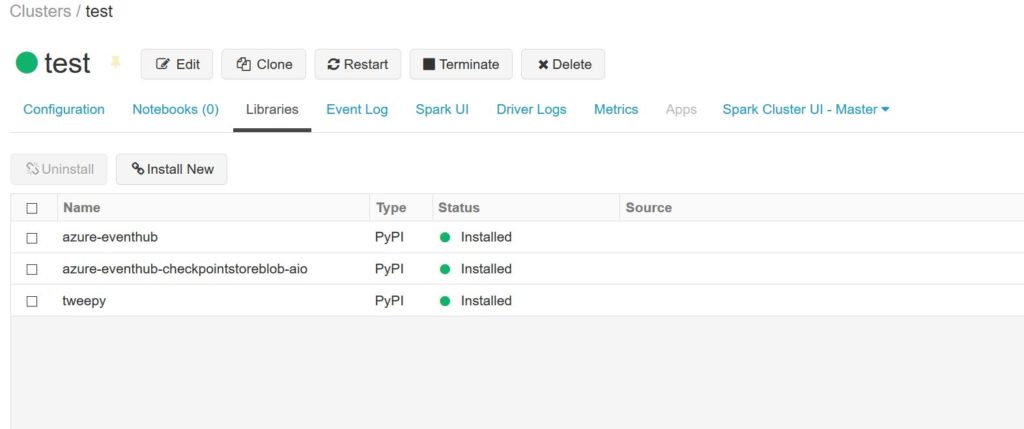 Clusters / test
test Edit Clone Restart Terminate Delete
Configuration Notebooks (0) Libraries Event Log Spark UI Driver Logs Metrics Apps Spark Cluster UI - Master
Uninstall Install New
Name Type Status Source
azure-eventhub PyPI Installed
azure-eventhub-checkpointstoreblob-aio PyPI Installed
tweepy PyPI Installed